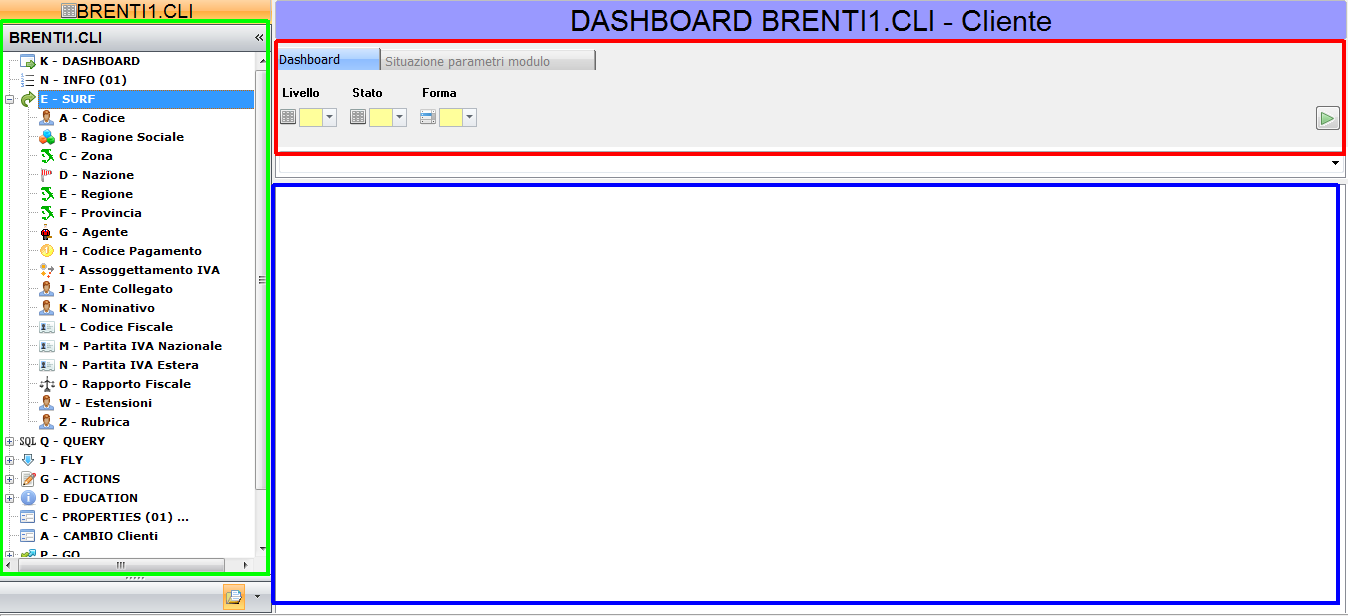 BRENTI1.CLI
DASHBOARD BRENTI1.CLI - Cliente
BRENTI1.CLI
«
K - DASHBOARD
N - INFO (01)
E - SURF
A - Codice
B - Ragione Sociale
C - Zona
D - Nazione
E - Regione
F - Provincia
G - Agente
H - Codice Pagamento
I - Assoggettamento IVA
J - Ente Collegato
K - Nominativo
L - Codice Fiscale
M - Partita IVA Nazionale
N - Partita IVA Estera
O - Rapporto Fiscale
W - Estensioni
Z - Rubrica
SQL Q - QUERY
J - FLY
G - ACTIONS
D - EDUCATION
C - PROPERTIES (01) ...
A - CAMBIO Clienti
P - GO
Dashboard
Situazione parametri modulo
Livello Stato Forma